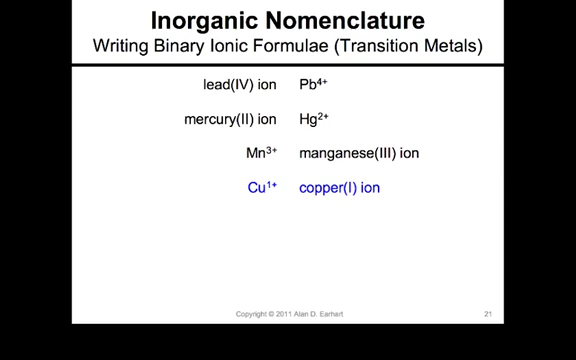 Inorganic Nomenclature
Writing Binary Ionic Formulae (Transition Metals)
lead(IV) ion Pb⁴⁺
mercury(II) ion Hg²⁺
Mn³⁺ manganese(III) ion
Cu¹⁺ copper(I) ion
Copyright © 2011 Alan D. Earhart 21